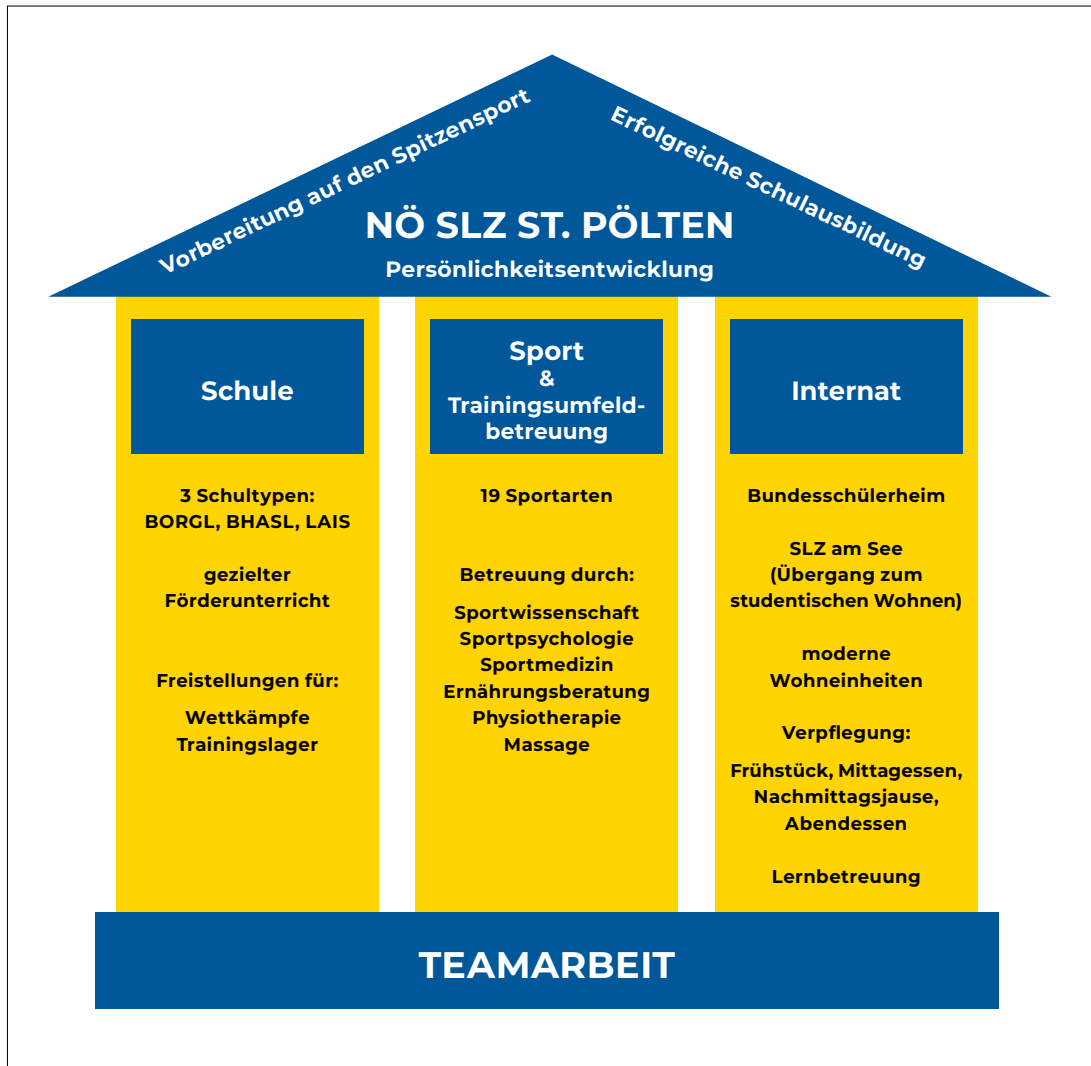 Vorbereitung auf den Spitzensport
Erfolgreiche Schulausbildung
NÖ SLZ ST. PÖLTEN
Persönlichkeitsentwicklung
Schule
3 Schultypen:
BORGL, BHASL, LAIS
gezielter
Förderunterricht
Freistellungen für:
Wettkämpfe
Trainingslager
Sport
&
Trainingsumfeld-
betreuung
19 Sportarten
Betreuung durch:
Sportwissenschaft
Sportpsychologie
Sportmedizin
Ernährungsberatung
Physiotherapie
Massage
Internat
Bundesschülerheim
SLZ am See
(Übergang zum
studentischen Wohnen)
moderne
Wohneinheiten
Verpflegung:
Frühstück, Mittagessen,
Nachmittagsjause,
Abendessen
Lernbetreuung
TEAMARBEIT